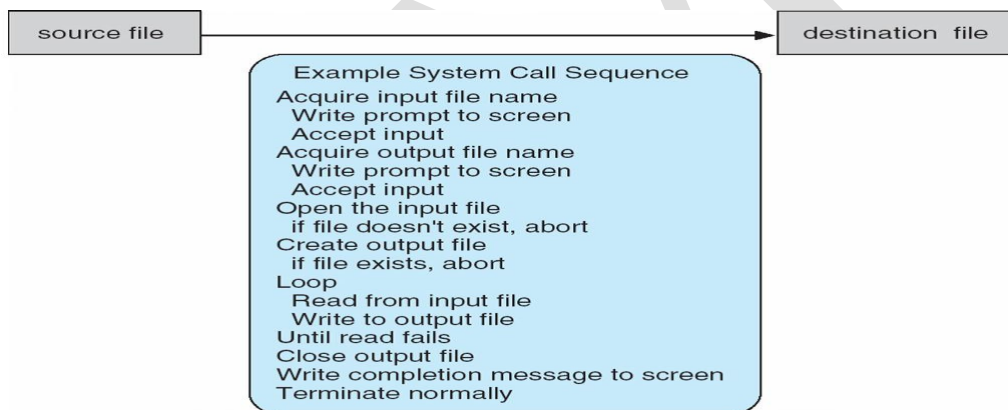 source file
destination file
Example System Call Sequence
Acquire input file name
Write prompt to screen
Accept input
Acquire output file name
Write prompt to screen
Accept input
Open the input file
if file doesn't exist, abort
Create output file
if file exists, abort
Loop
Read from input file
Write to output file
Until read fails
Close output file
Write completion message to screen
Terminate normally